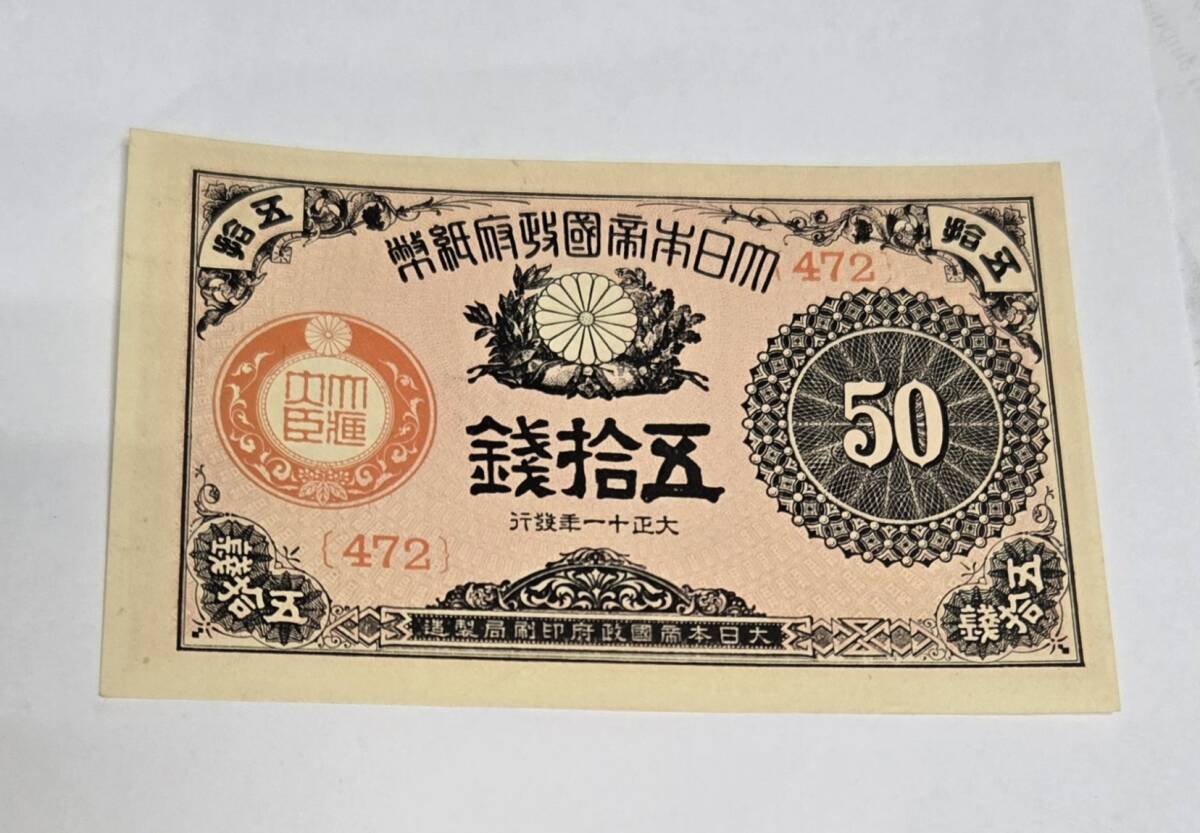 五拾
五拾
大日本帝國政府紙幣
{472}
大藏
大臣
50
五拾錢
大正十一年發行
{472}
五拾錢
五拾錢
大日本帝國政府印刷局製造